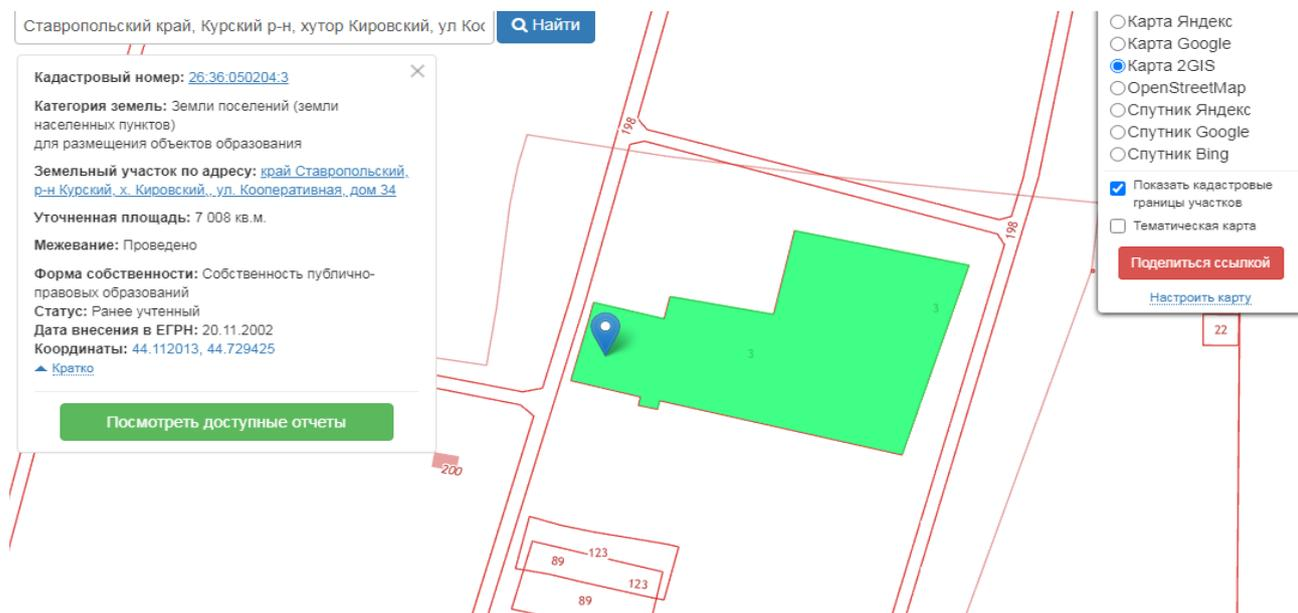 Ставропольский край, Курский р-н, хутор Кировский, ул Коо
Найти
Кадастровый номер: 26:36:050204:3
Категория земель: Земли поселений (земли
населенных пунктов)
для размещения объектов образования
Земельный участок по адресу: край Ставропольский,
р-н Курский, х. Кировский,, ул. Кооперативная, дом 34
Уточненная площадь: 7 008 кв.м.
Межевание: Проведено
Форма собственности: Собственность публично-
правовых образований
Статус: Ранее учтенный
Дата внесения в ЕГРН: 20.11.2002
Координаты: 44.112013, 44.729425
Кратко
Посмотреть доступные отчеты
Карта Яндекс
Карта Google
Карта 2GIS
OpenStreetMap
Спутник Яндекс
Спутник Google
Спутник Bing
Показать кадастровые
границы участков
Тематическая карта
Поделиться ссылкой
Настроить карту
198
198
3
3
22
200
123
89
123
89